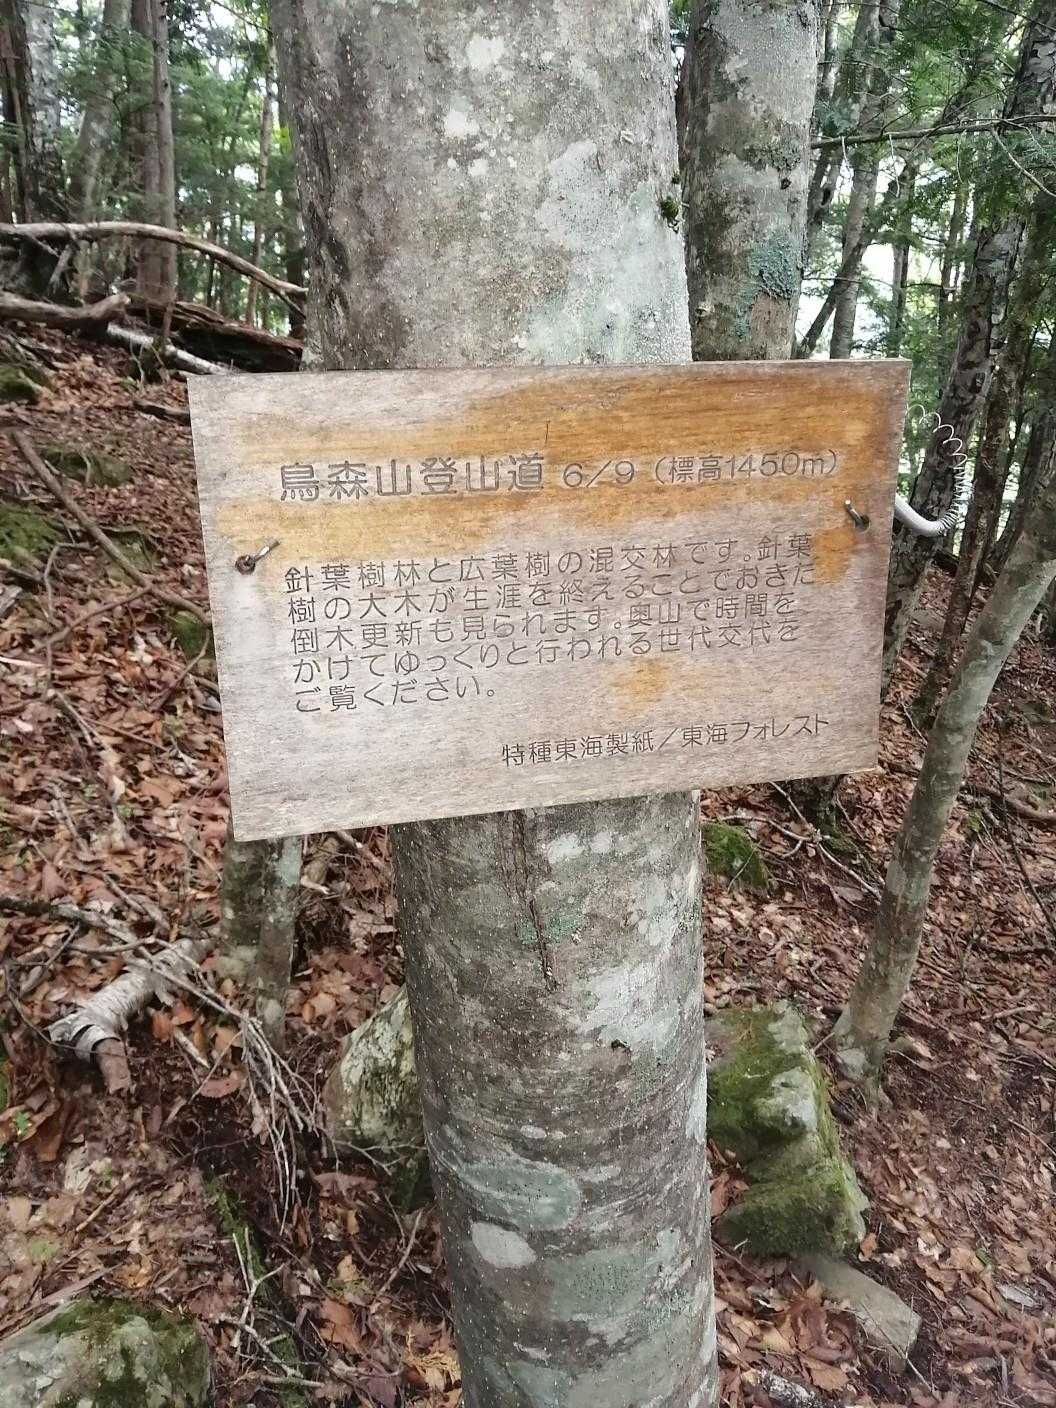 鳥森山登山道 6/9 (標高1450m)
針葉樹林と広葉樹の混交林です。針葉
樹の大木が生涯を終えることでおきた
倒木更新も見られます。奥山で時間を
かけてゆっくりと行われる世代交代を
ご覧ください。
特種東海製紙/東海フォレスト